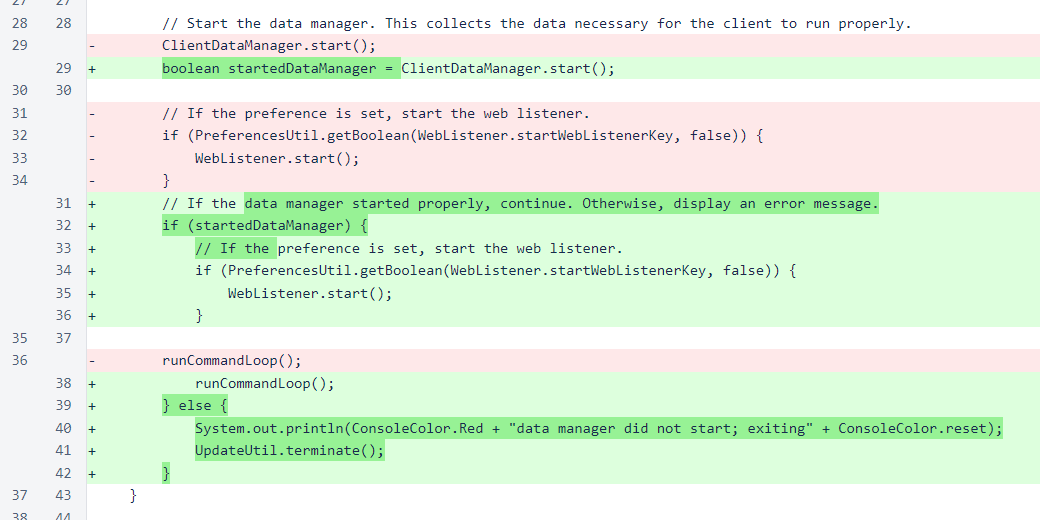 27 27
28 28 // Start the data manager. This collects the data necessary for the client to run properly.
29 - ClientDataManager.start();
29 + boolean startedDataManager = ClientDataManager.start();
30 30
31 - // If the preference is set, start the web listener.
32 - if (PreferencesUtil.getBoolean(WebListener.startWebListenerKey, false)) {
33 - WebListener.start();
34 - }
31 + // If the data manager started properly, continue. Otherwise, display an error message.
32 + if (startedDataManager) {
33 + // If the preference is set, start the web listener.
34 + if (PreferencesUtil.getBoolean(WebListener.startWebListenerKey, false)) {
35 + WebListener.start();
36 + }
35 37
36 - runCommandLoop();
38 + runCommandLoop();
39 + } else {
40 + System.out.println(ConsoleColor.Red + "data manager did not start; exiting" + ConsoleColor.reset);
41 + UpdateUtil.terminate();
42 + }
37 43 }
38 44